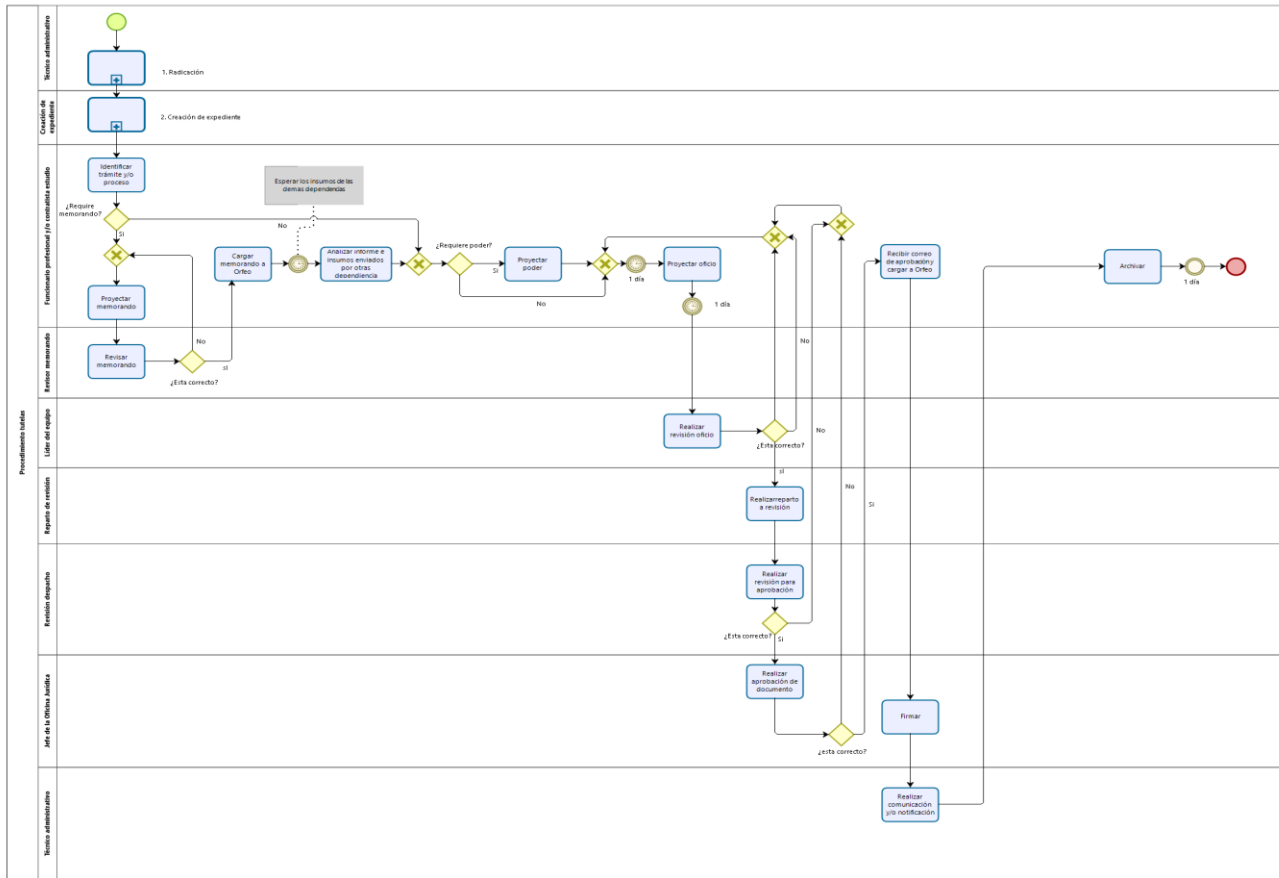 Procedimiento tutelas
Técnico administrativo
1. Radicación
Creación de
expediente
2. Creación de expediente
Funcionario profesional y/o contratista estudio
Identificar
trámite y/o
proceso
¿Require
memorando?
Si
No
Proyectar
memorando
Cargar
memorando a
Orfeo
Esperar los insumos de las
demas dependendas
Analizar informe e
insumos enviados
por otras
dependencia
¿Requiere poder?
Si
No
Proyectar
poder
1 día
Proyectar oficio
1 día
Recibir correo
de aprobación y
cargar a Orfeo
Archivar
1 día
Revisor memorando
Revisar
memorando
No
si
¿Esta correcto?
Líder del equipo
Realizar
revisión oficio
¿Esta correcto?
No
si
Reparto de revisión
Realizarreparto
a revisión
Revisión despacho
Realizar
revisión para
aprobación
¿Esta correcto?
Si
No
Jefe de la Oficina Jurídica
Realizar
aprobación de
documento
¿esta correcto?
No
Si
Firmar
Técnico administrativo
Realizar
comunicación
y/o notificación